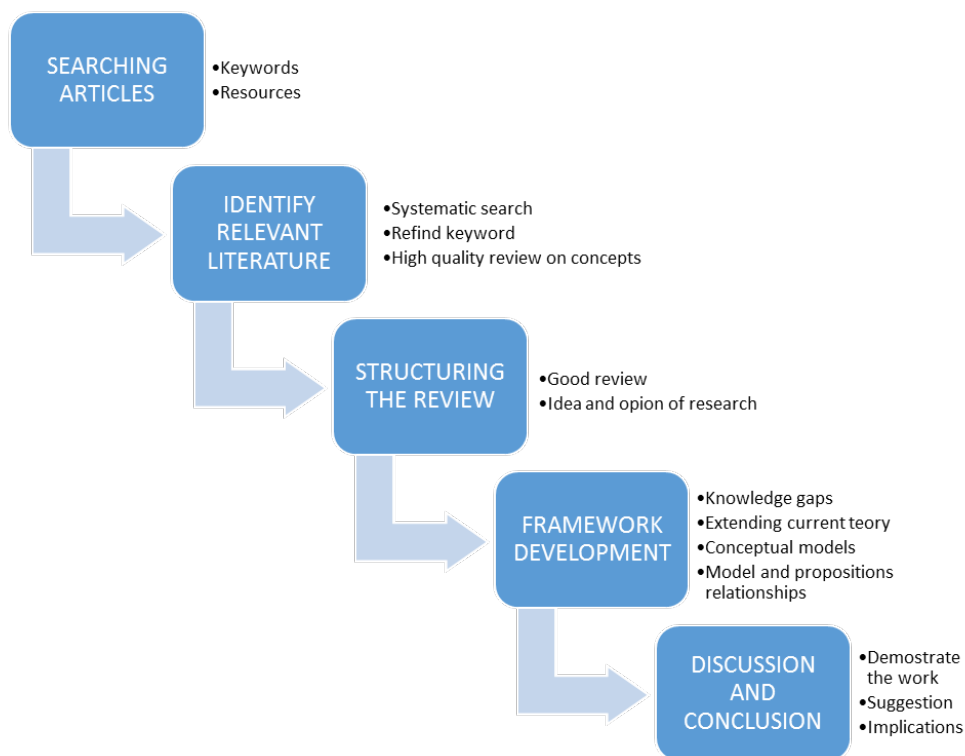 SEARCHING
ARTICLES
•Keywords
•Resources
IDENTIFY
RELEVANT
LITERATURE
•Systematic search
•Refind keyword
•High quality review on concepts
STRUCTURING
THE REVIEW
•Good review
•Idea and opion of research
FRAMEWORK
DEVELOPMENT
•Knowledge gaps
•Extending current teory
•Conceptual models
•Model and propositions
relationships
DISCUSSION
AND
CONCLUSION
•Demostrate
the work
•Suggestion
•Implications